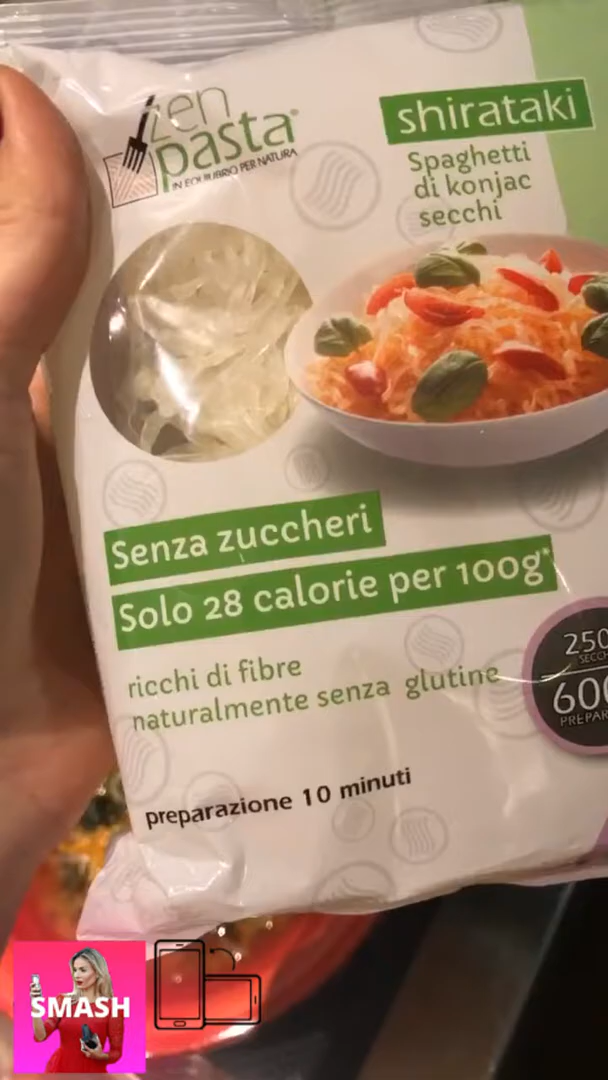 zen
pasta®
IN EQUILIBRIO PER NATURA
shirataki
Spaghetti
di konjac
secchi
Senza zuccheri
Solo 28 calorie per 100g*
ricchi di fibre
naturalmente senza glutine
250
600
preparazione 10 minuti
SMASH